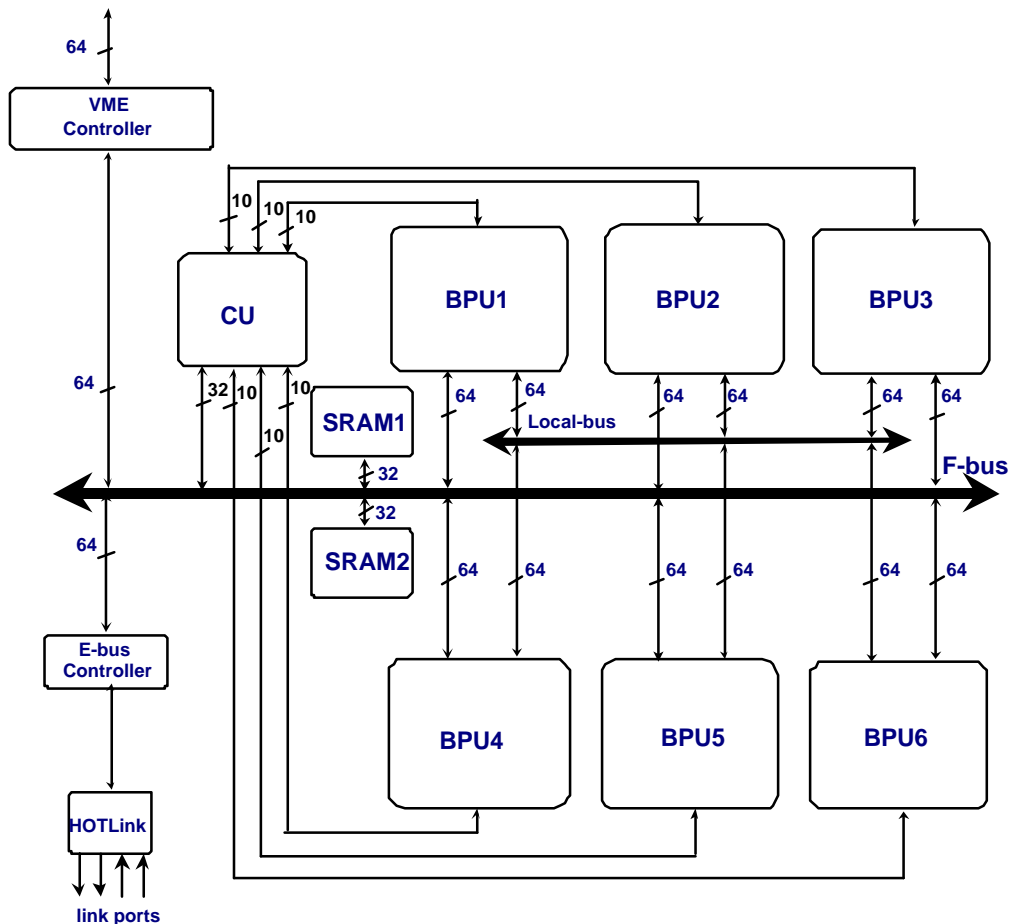 64
VME
Controller
10
10
10
CU
BPU1
BPU2
BPU3
64
32
10
10
10
SRAM1
64
64
64
64
64
64
Local-bus
F-bus
32
32
64
SRAM2
64
64
64
64
64
64
E-bus
Controller
BPU4
BPU5
BPU6
HOTLink
link ports